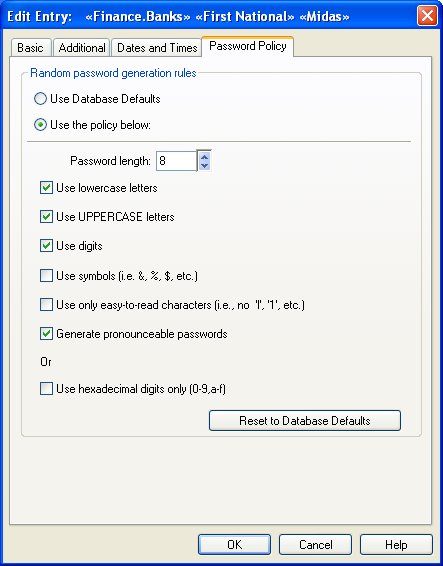 Edit Entry: «Finance.Banks» «First National» «Midas»
Basic Additional Dates and Times Password Policy
Random password generation rules
Use Database Defaults
Use the policy below:
Password length: 8
Use lowercase letters
Use UPPERCASE letters
Use digits
Use symbols (i.e. &, %, $, etc.)
Use only easy-to-read characters (i.e., no 'l', '1', etc.)
Generate pronounceable passwords
Or
Use hexadecimal digits only (0-9,a-f)
Reset to Database Defaults
OK Cancel Help